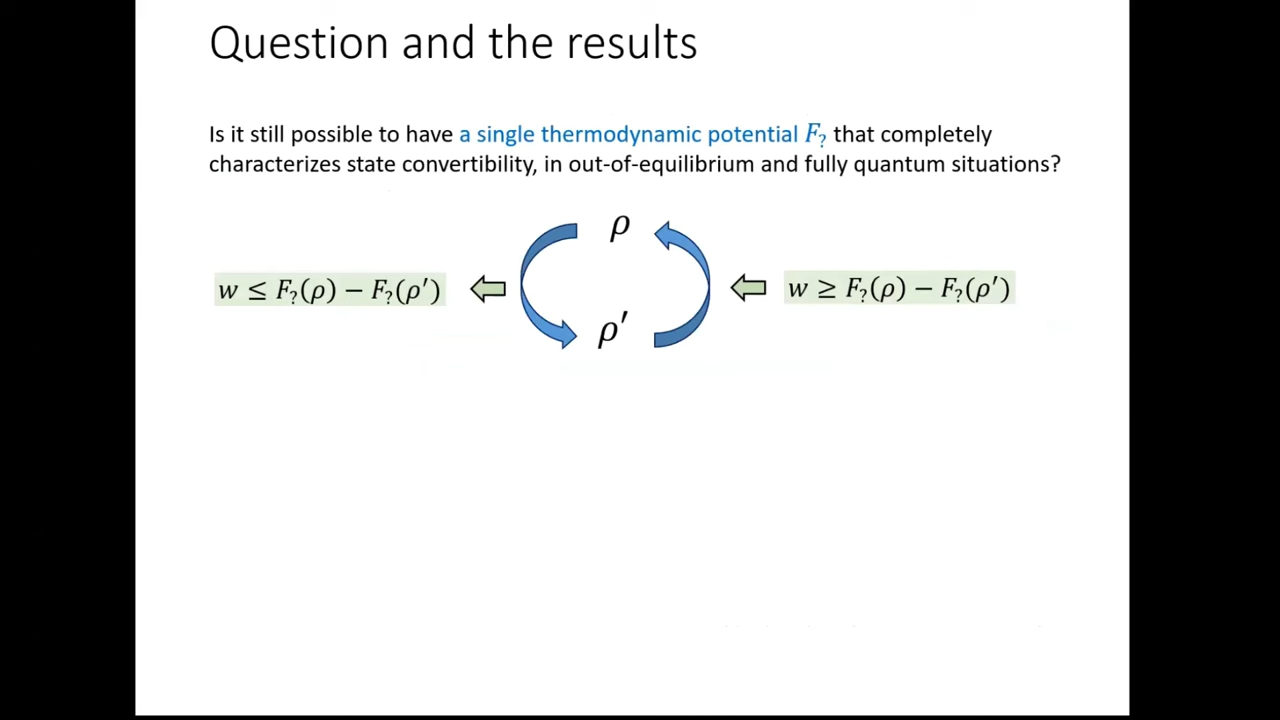 Question and the results
Is it still possible to have a single thermodynamic potential F? that completely
characterizes state convertibility, in out-of-equilibrium and fully quantum situations?
ρ
w ≤ F?(ρ) − F?(ρ′)
w ≥ F?(ρ) − F?(ρ′)
ρ′